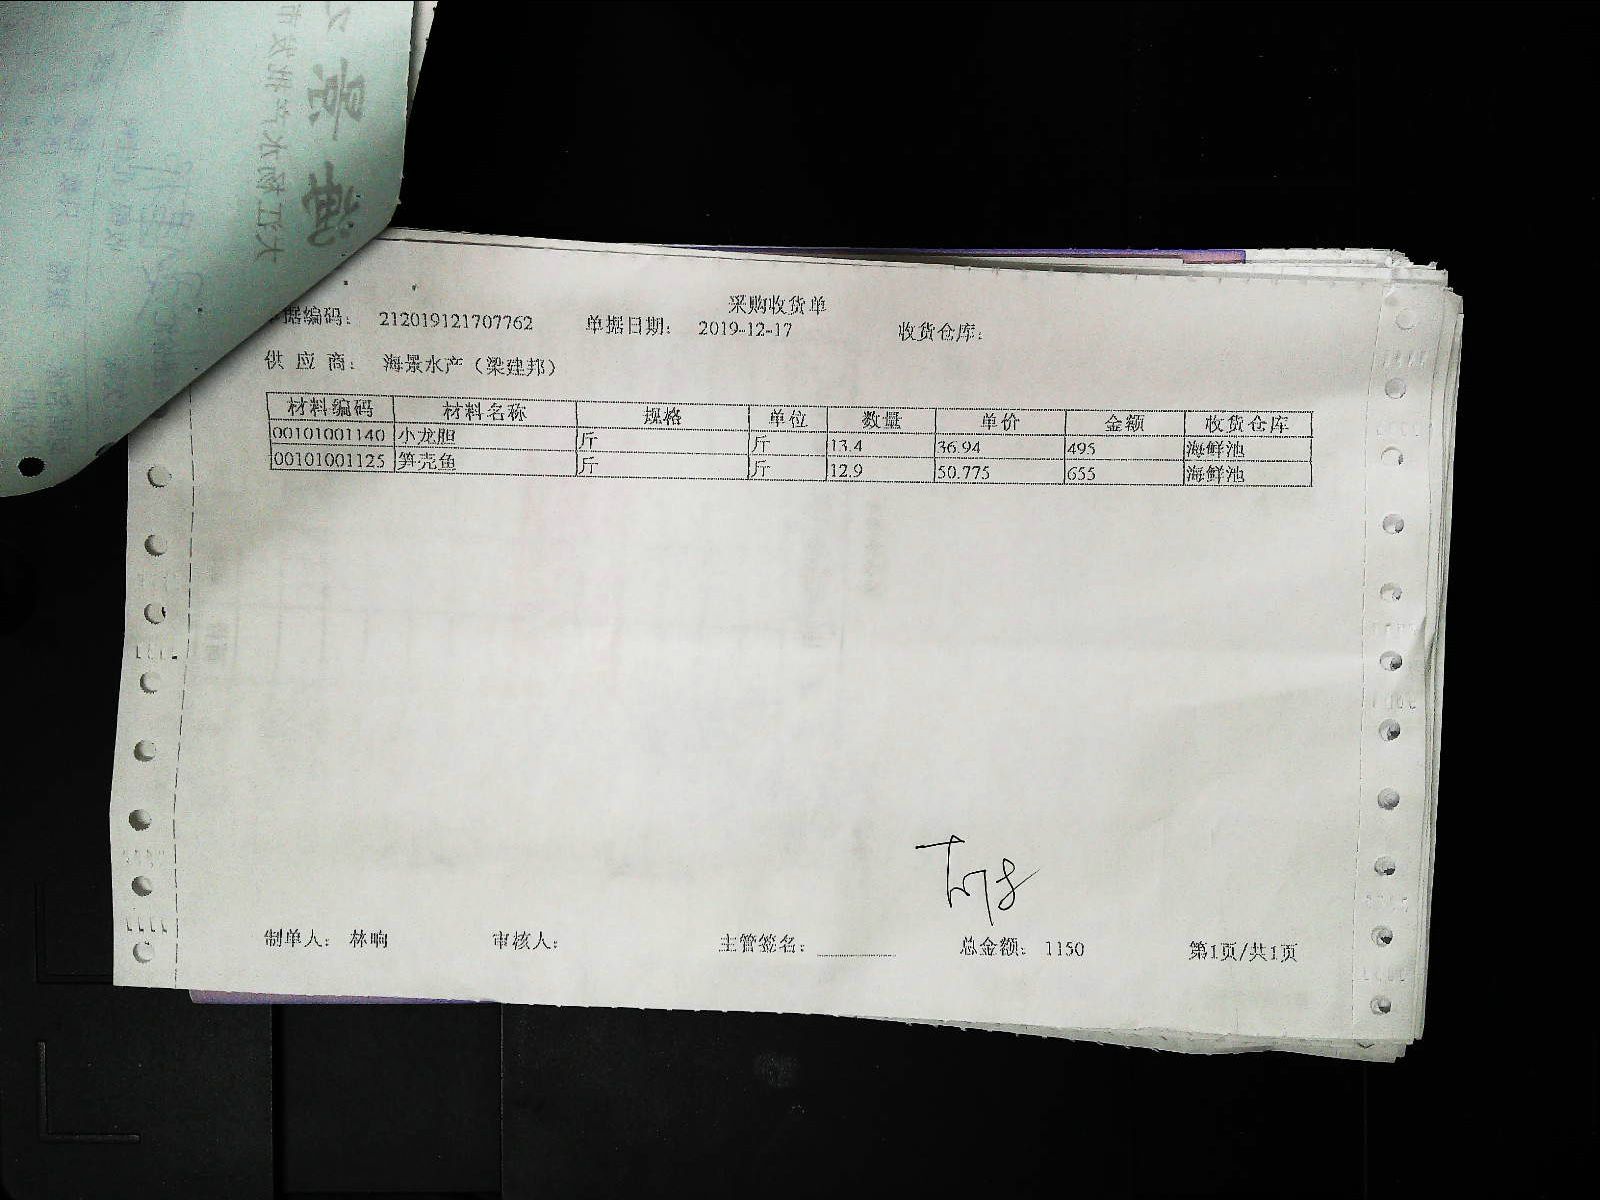 采购收货单
据编码： 212019121707762 单据日期： 2019-12-17 收货仓库：
供 应 商： 海景水产（梁建邦）
材料编码 材料名称 规格 单位 数量 单价 金额 收货仓库
00101001140 小龙胆 斤 斤 13.4 36.94 495 海鲜池
00101001125 笋壳鱼 斤 斤 12.9 50.775 655 海鲜池
制单人： 林响 审核人： 主管签名： 总金额： 1150 第1页/共1页